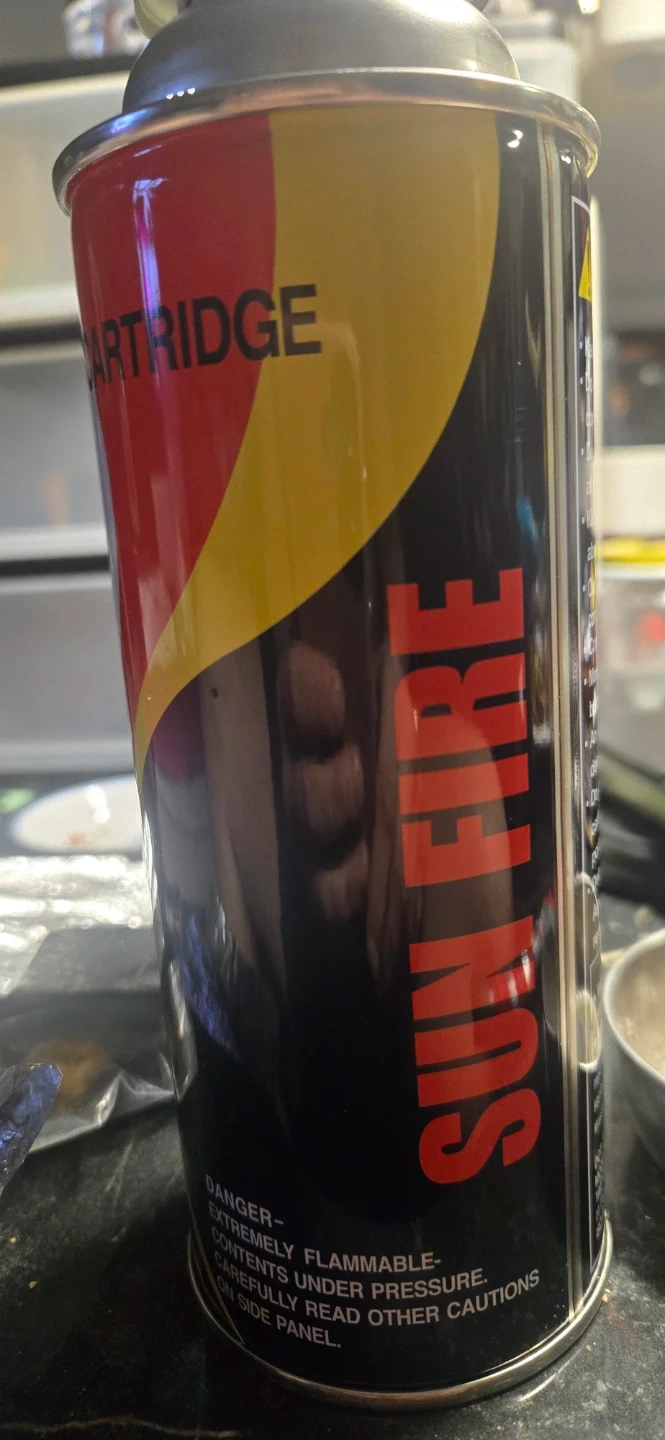 CARTRIDGE
SUN FIRE
DANGER-
EXTREMELY FLAMMABLE-
CONTENTS UNDER PRESSURE.
CAREFULLY READ OTHER CAUTIONS
ON SIDE PANEL.